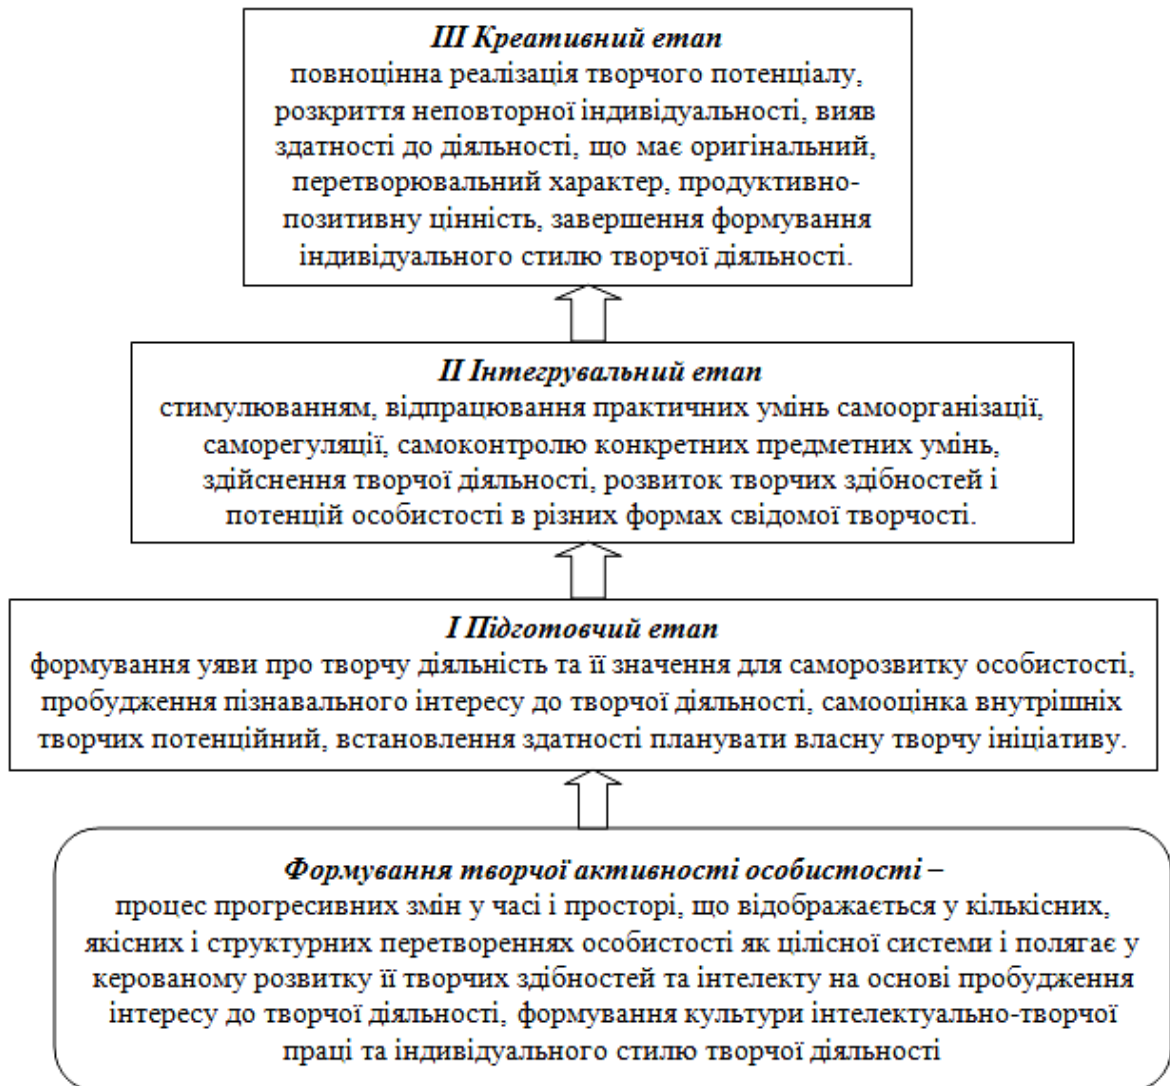 III Креативний етап
повноцінна реалізація творчого потенціалу,
розкриття неповторної індивідуальності, вияв
здатності до діяльності, що має оригінальний,
перетворювальний характер, продуктивно-
позитивну цінність, завершення формування
індивідуального стилю творчої діяльності.
II Інтегрувальний етап
стимулюванням, відпрацювання практичних умінь самоорганізації,
саморегуляції, самоконтролю конкретних предметних умінь,
здійснення творчої діяльності, розвиток творчих здібностей і
потенцій особистості в різних формах свідомої творчості.
I Підготовчий етап
формування уяви про творчу діяльність та її значення для саморозвитку особистості,
пробудження пізнавального інтересу до творчої діяльності, самооцінка внутрішніх
творчих потенційний, встановлення здатності планувати власну творчу ініціативу.
Формування творчої активності особистості –
процес прогресивних змін у часі і просторі, що відображається у кількісних,
якісних і структурних перетвореннях особистості як цілісної системи і полягає у
керованому розвитку її творчих здібностей та інтелекту на основі пробудження
інтересу до творчої діяльності, формування культури інтелектуально-творчої
праці та індивідуального стилю творчої діяльності